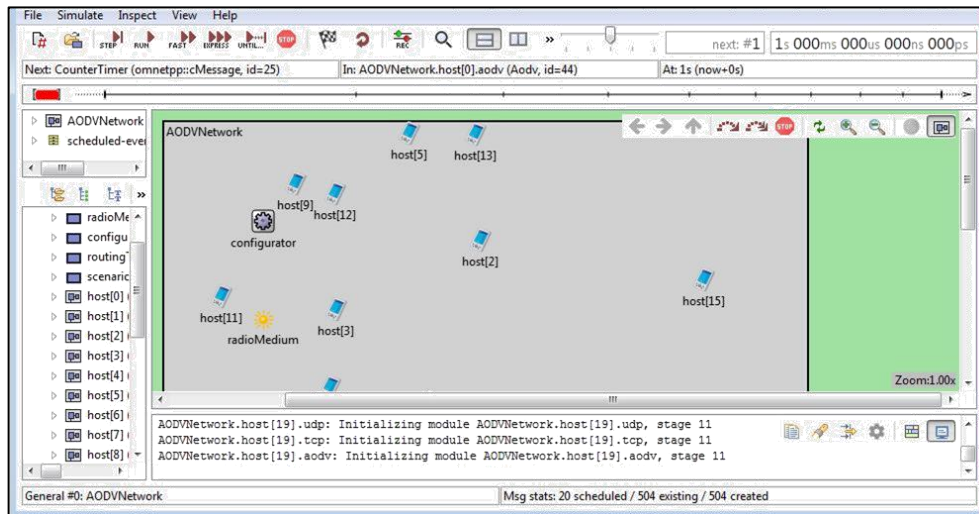 File Simulate Inspect View Help
STEP RUN FAST EXPRESS UNTIL... STOP REC » next: #1 1s 000ms 000us 000ns 000ps
Next: CounterTimer (omnetpp::cMessage, id=25) In: AODVNetwork.host[0].aodv (Aodv, id=44) At: 1s (now+0s)
AODVNetwork
scheduled-eve
»
radioMe
configu
routingT
scenaric
host[0] (
host[1] (
host[2] (
host[3] (
host[4] (
host[5] (
host[6] (
host[7] (
host[8] (
AODVNetwork
STOP
host[5] host[13]
host[9] host[12]
configurator
host[2]
host[15]
host[11] host[3]
radioMedium
Zoom:1.00x
AODVNetwork.host[19].udp: Initializing module AODVNetwork.host[19].udp, stage 11
AODVNetwork.host[19].tcp: Initializing module AODVNetwork.host[19].tcp, stage 11
AODVNetwork.host[19].aodv: Initializing module AODVNetwork.host[19].aodv, stage 11
General #0: AODVNetwork Msg stats: 20 scheduled / 504 existing / 504 created